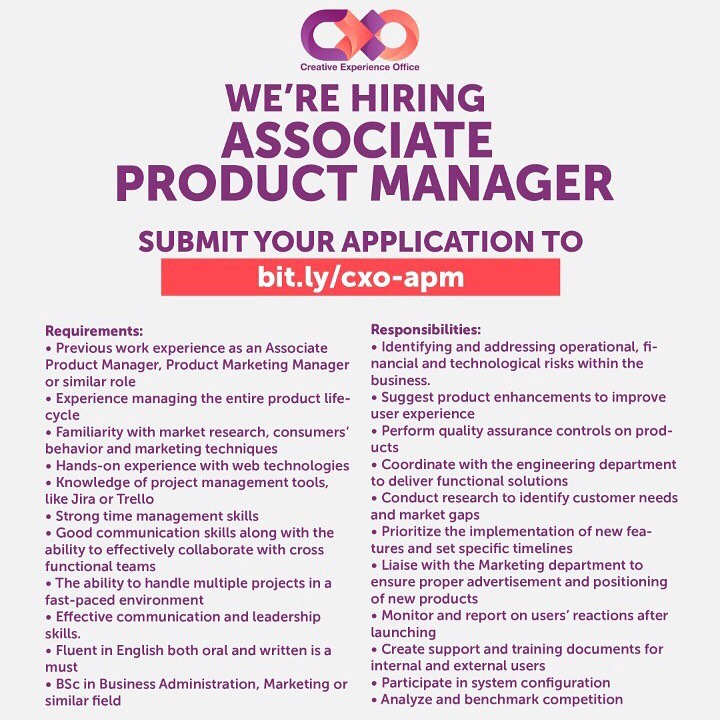 CXO
Creative Experience Office
WE'RE HIRING
ASSOCIATE
PRODUCT MANAGER
SUBMIT YOUR APPLICATION TO
bit.ly/cxo-apm
Requirements:
• Previous work experience as an Associate
Product Manager, Product Marketing Manager
or similar role
• Experience managing the entire product life-
cycle
• Familiarity with market research, consumers'
behavior and marketing techniques
• Hands-on experience with web technologies
• Knowledge of project management tools,
like Jira or Trello
• Strong time management skills
• Good communication skills along with the
ability to effectively collaborate with cross
functional teams
• The ability to handle multiple projects in a
fast-paced environment
• Effective communication and leadership
skills.
• Fluent in English both oral and written is a
must
• BSc in Business Administration, Marketing or
similar field
Responsibilities:
• Identifying and addressing operational, fi-
nancial and technological risks within the
business.
• Suggest product enhancements to improve
user experience
• Perform quality assurance controls on prod-
ucts
• Coordinate with the engineering department
to deliver functional solutions
• Conduct research to identify customer needs
and market gaps
• Prioritize the implementation of new fea-
tures and set specific timelines
• Liaise with the Marketing department to
ensure proper advertisement and positioning
of new products
• Monitor and report on users' reactions after
launching
• Create support and training documents for
internal and external users
• Participate in system configuration
• Analyze and benchmark competition